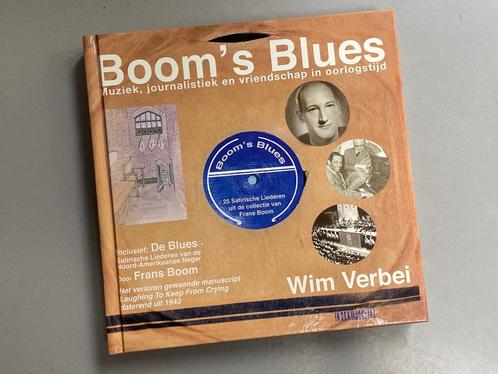 Boom's Blues
Muziek, journalistiek en vriendschap in oorlogstijd
Boom's Blues
25 Satirische Liederen
uit de collectie van
Frans Boom
Inclusief: De Blues -
Satirische Liederen van de
Noord-Amerikaanse Neger
Door Frans Boom
Het verloren gewaande manuscript
Laughing To Keep From Crying
daterend uit 1943
Wim Verbei